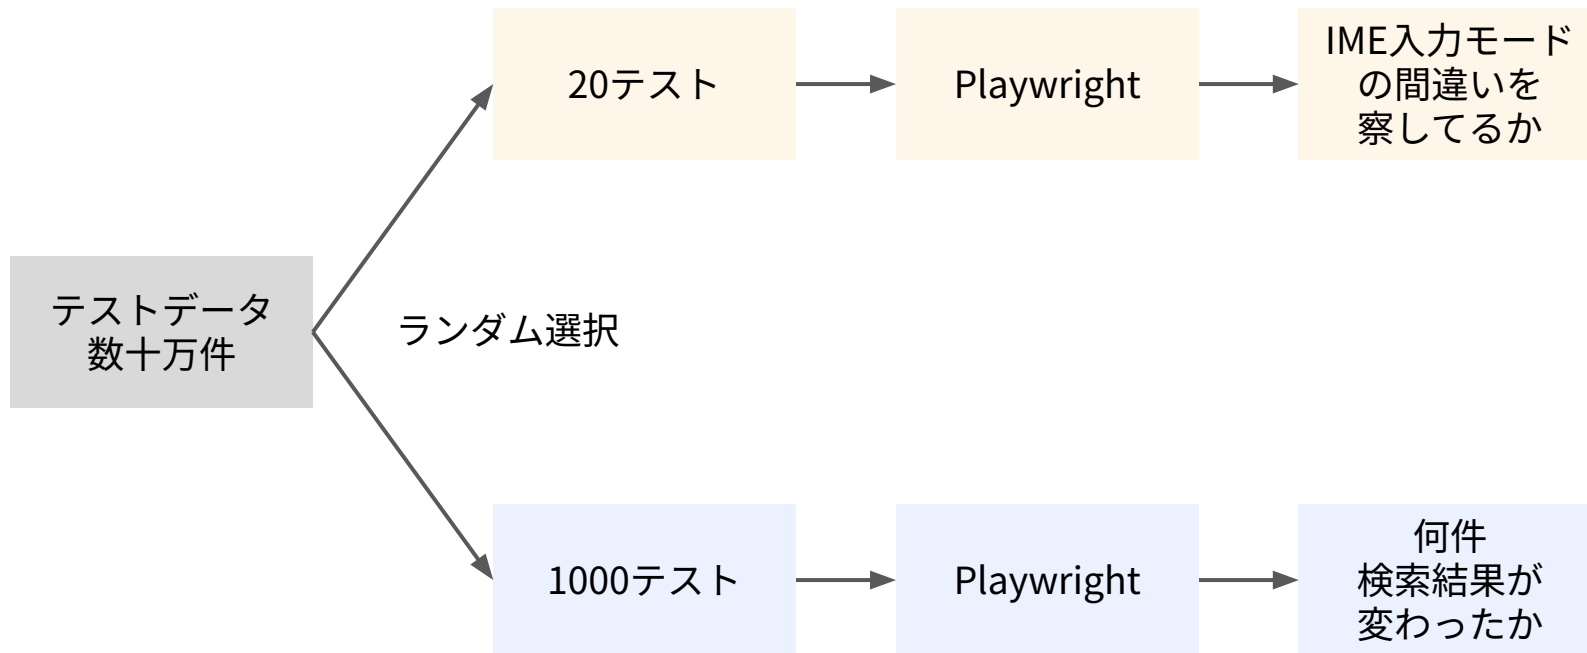 20テスト
Playwright
IME入力モード
の間違いを
察してるか
テストデータ
数十万件
ランダム選択
1000テスト
Playwright
何件
検索結果が
変わったか